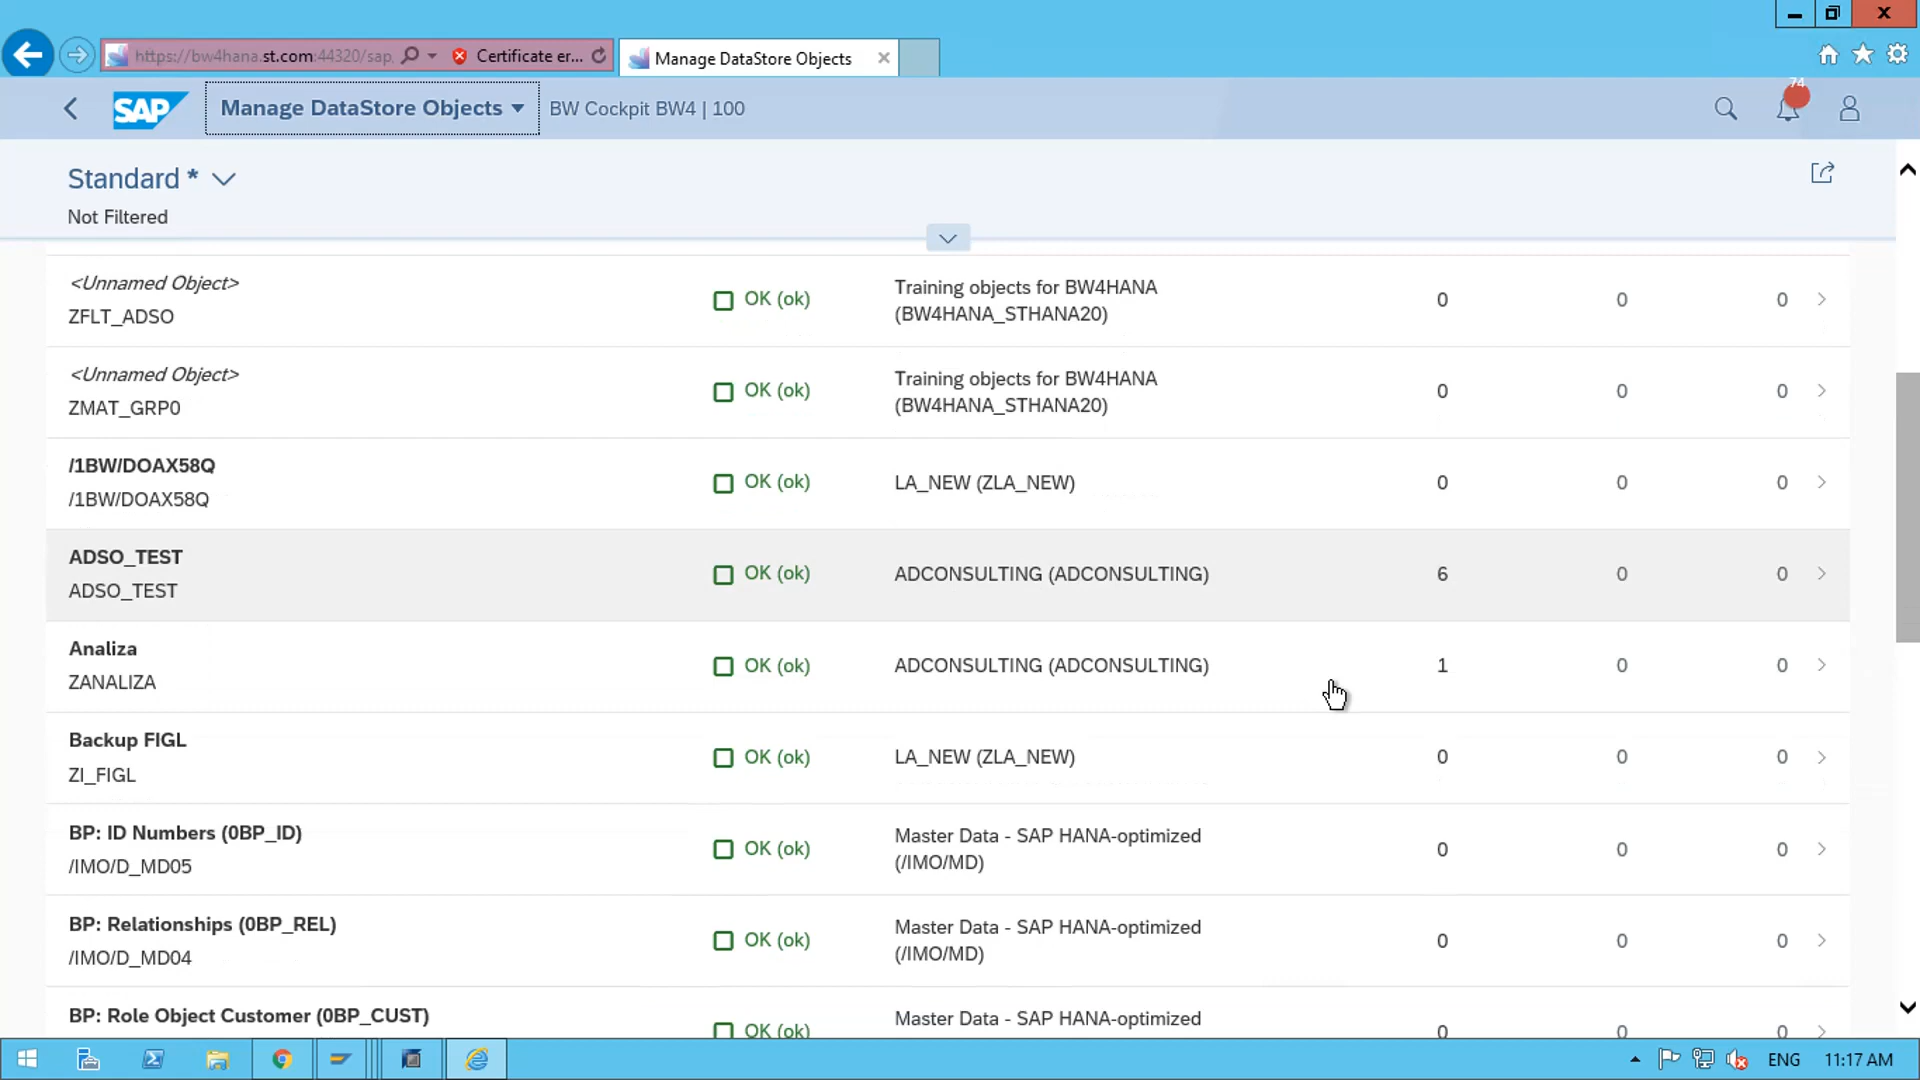 https://bw4hana.st.com:44320/sap, Certificate er... Manage DataStore Objects
SAP Manage DataStore Objects BW Cockpit BW4 | 100 74
Standard *
Not Filtered
<Unnamed Object>
ZFLT_ADSO
OK (ok)
Training objects for BW4HANA
(BW4HANA_STHANA20)
0 0 0
<Unnamed Object>
ZMAT_GRP0
OK (ok)
Training objects for BW4HANA
(BW4HANA_STHANA20)
0 0 0
/1BW/DOAX58Q
/1BW/DOAX58Q
OK (ok)
LA_NEW (ZLA_NEW)
0 0 0
ADSO_TEST
ADSO_TEST
OK (ok)
ADCONSULTING (ADCONSULTING)
6 0 0
Analiza
ZANALIZA
OK (ok)
ADCONSULTING (ADCONSULTING)
1 0 0
Backup FIGL
ZI_FIGL
OK (ok)
LA_NEW (ZLA_NEW)
0 0 0
BP: ID Numbers (0BP_ID)
/IMO/D_MD05
OK (ok)
Master Data - SAP HANA-optimized
(/IMO/MD)
0 0 0
BP: Relationships (0BP_REL)
/IMO/D_MD04
OK (ok)
Master Data - SAP HANA-optimized
(/IMO/MD)
0 0 0
BP: Role Object Customer (0BP_CUST)
OK (ok)
Master Data - SAP HANA-optimized
0 0 0
ENG 11:17 AM